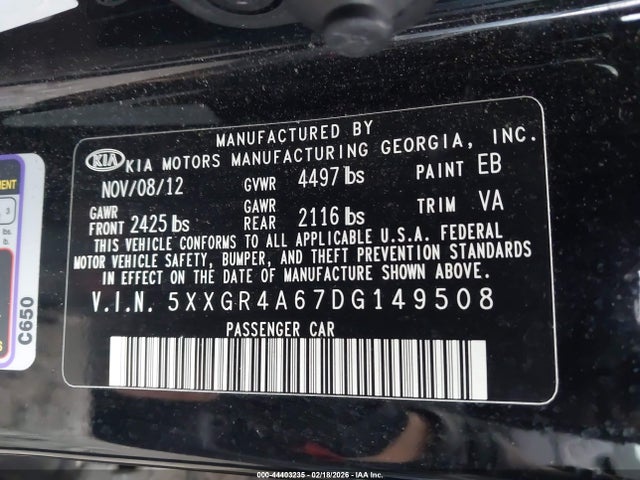 MANUFACTURED BY
KIA KIA MOTORS MANUFACTURING GEORGIA, INC.
NOV/08/12 GVWR 4497 lbs PAINT EB
GAWR FRONT 2425 lbs GAWR REAR 2116 lbs TRIM VA
THIS VEHICLE CONFORMS TO ALL APPLICABLE U.S.A. FEDERAL
MOTOR VEHICLE SAFETY, BUMPER, AND THEFT PREVENTION STANDARDS
IN EFFECT ON THE DATE OF MANUFACTURE SHOWN ABOVE.
V.I.N. 5XXGR4A67DG149508
PASSENGER CAR
C650
3
000-44403235 - 02/18/2026 - IAA Inc.